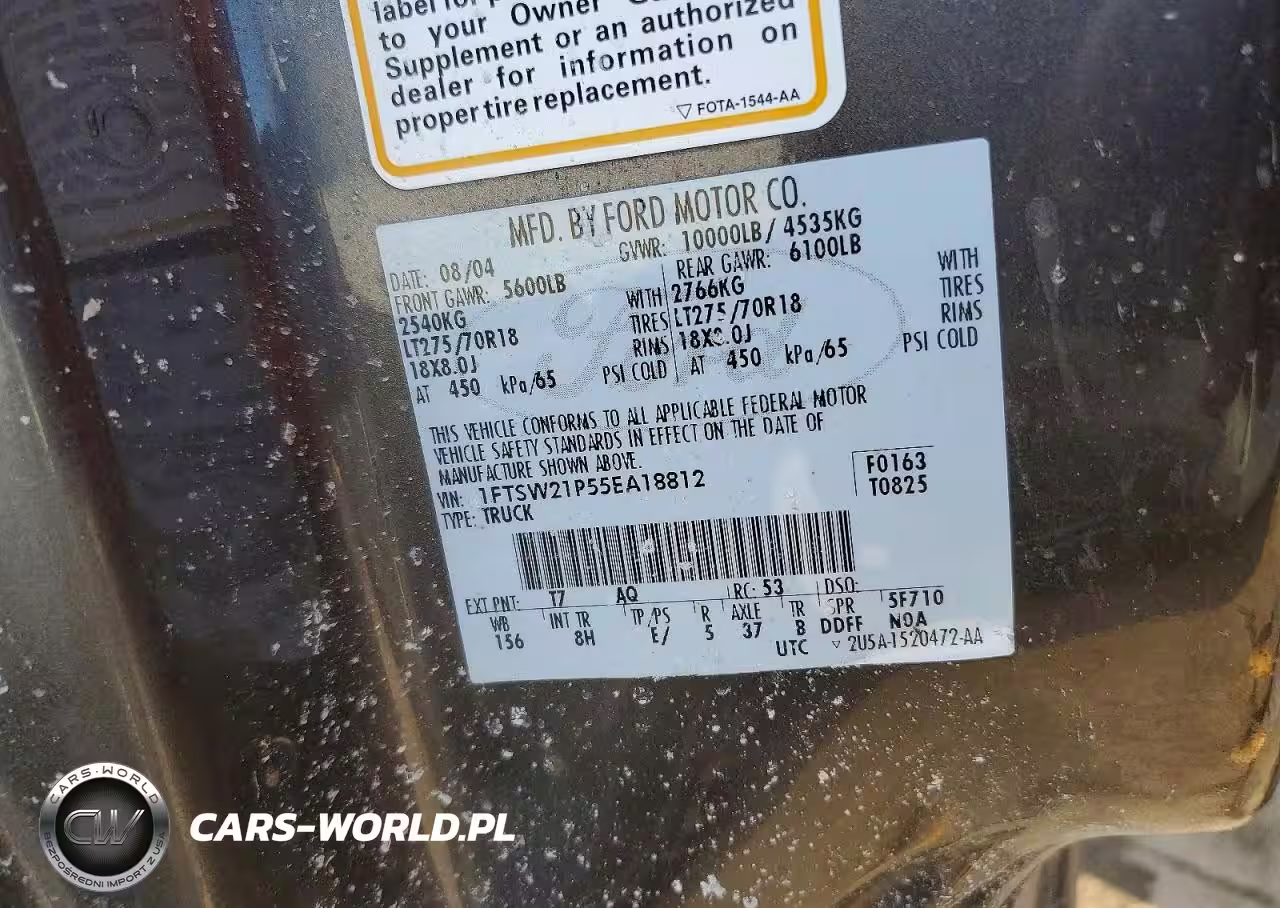 label for
to your Owner
Supplement or an authorized
dealer for information on
proper tire replacement.
▽ FOTA-1544-AA
MFD. BY FORD MOTOR CO.
DATE: 08/04 GVWR: 10000LB / 4535KG
FRONT GAWR: 5600LB REAR GAWR: 6100LB
2540KG WITH 2766KG WITH
LT275/70R18 TIRES LT275/70R18 TIRES
18X8.0J RIMS 18X8.0J RIMS
AT 450 kPa/65 PSI COLD AT 450 kPa/65 PSI COLD
THIS VEHICLE CONFORMS TO ALL APPLICABLE FEDERAL MOTOR
VEHICLE SAFETY STANDARDS IN EFFECT ON THE DATE OF
MANUFACTURE SHOWN ABOVE.
VIN: 1FTSW21P55EA18812 F0163
TYPE: TRUCK T0825
EXT PNT: T7 AQ RC: 53 DSO:
WB INT TR TP/PS R AXLE TR SPR 5F710
156 8H E/ 5 37 B DDFF N0A
UTC ▽ 2U5A-1520472-AA
CARS-WORLD
CW
BEZPOŚREDNI IMPORT Z USA
CARS-WORLD.PL